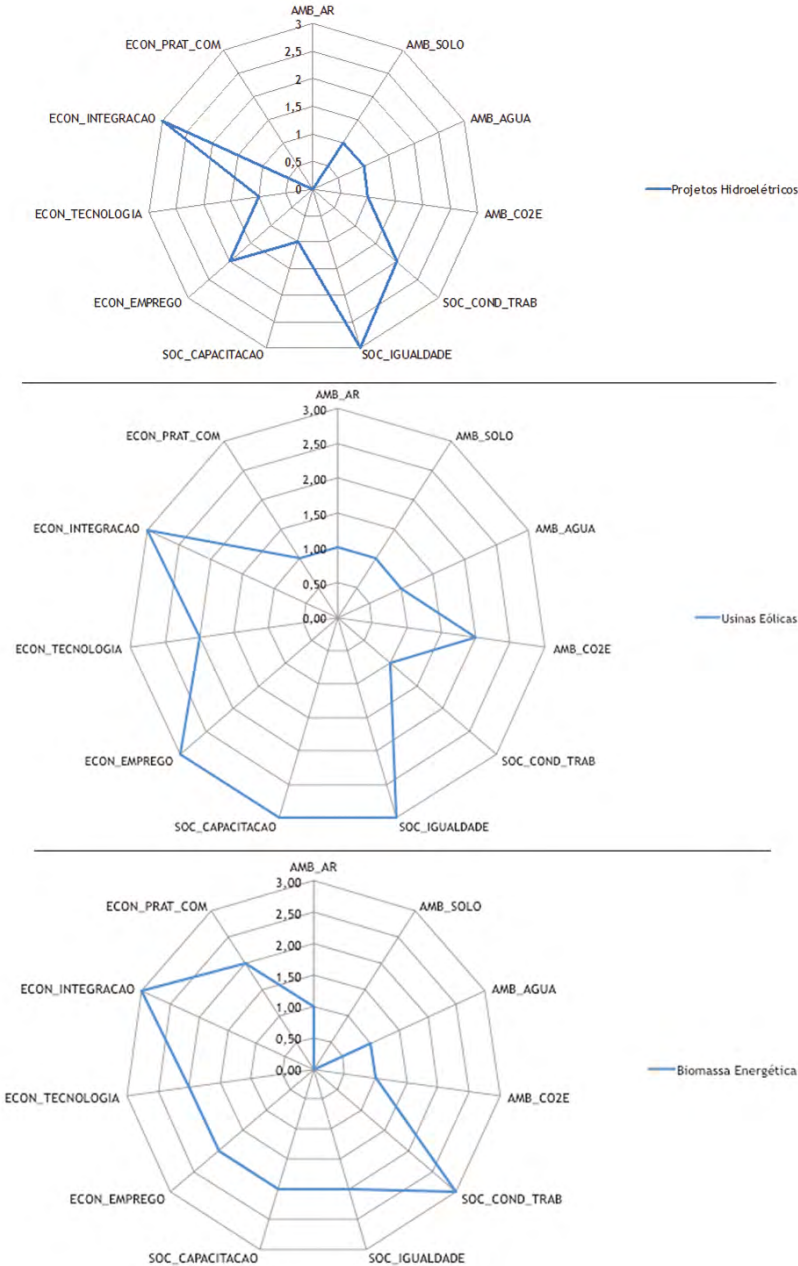 AMB_AR
3
ECON_PRAT_COM
AMB_SOLO
2,5
2
ECON_INTEGRACAO
AMB_AGUA
1,5
1
0,5
0
Projetos Hidroelétricos
ECON_TECNOLOGIA
AMB_CO2E
ECON_EMPREGO
SOC_COND_TRAB
SOC_CAPACITACAO
SOC_IGUALDADE
AMB_AR
3,00
ECON_PRAT_COM
AMB_SOLO
2,50
2,00
ECON_INTEGRACAO
AMB_AGUA
1,50
1,00
0,50
0,00
Usinas Eólicas
ECON_TECNOLOGIA
AMB_CO2E
ECON_EMPREGO
SOC_COND_TRAB
SOC_CAPACITACAO
SOC_IGUALDADE
AMB_AR
3,00
ECON_PRAT_COM
AMB_SOLO
2,50
2,00
ECON_INTEGRACAO
AMB_AGUA
1,50
1,00
0,50
0,00
Biomassa Energética
ECON_TECNOLOGIA
AMB_CO2E
ECON_EMPREGO
SOC_COND_TRAB
SOC_CAPACITACAO
SOC_IGUALDADE